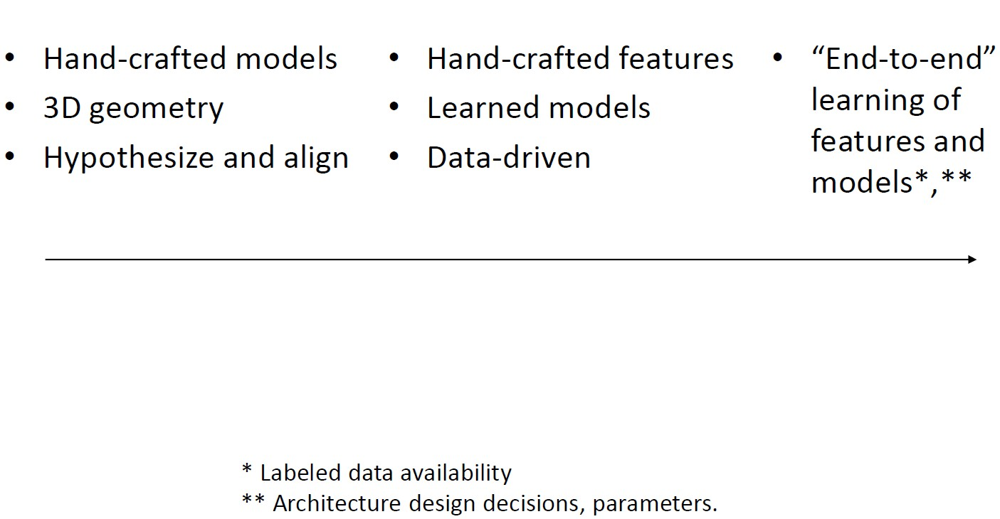 • Hand-crafted models
• 3D geometry
• Hypothesize and align
• Hand-crafted features
• Learned models
• Data-driven
• “End-to-end”
learning of
features and
models*,**
* Labeled data availability
** Architecture design decisions, parameters.